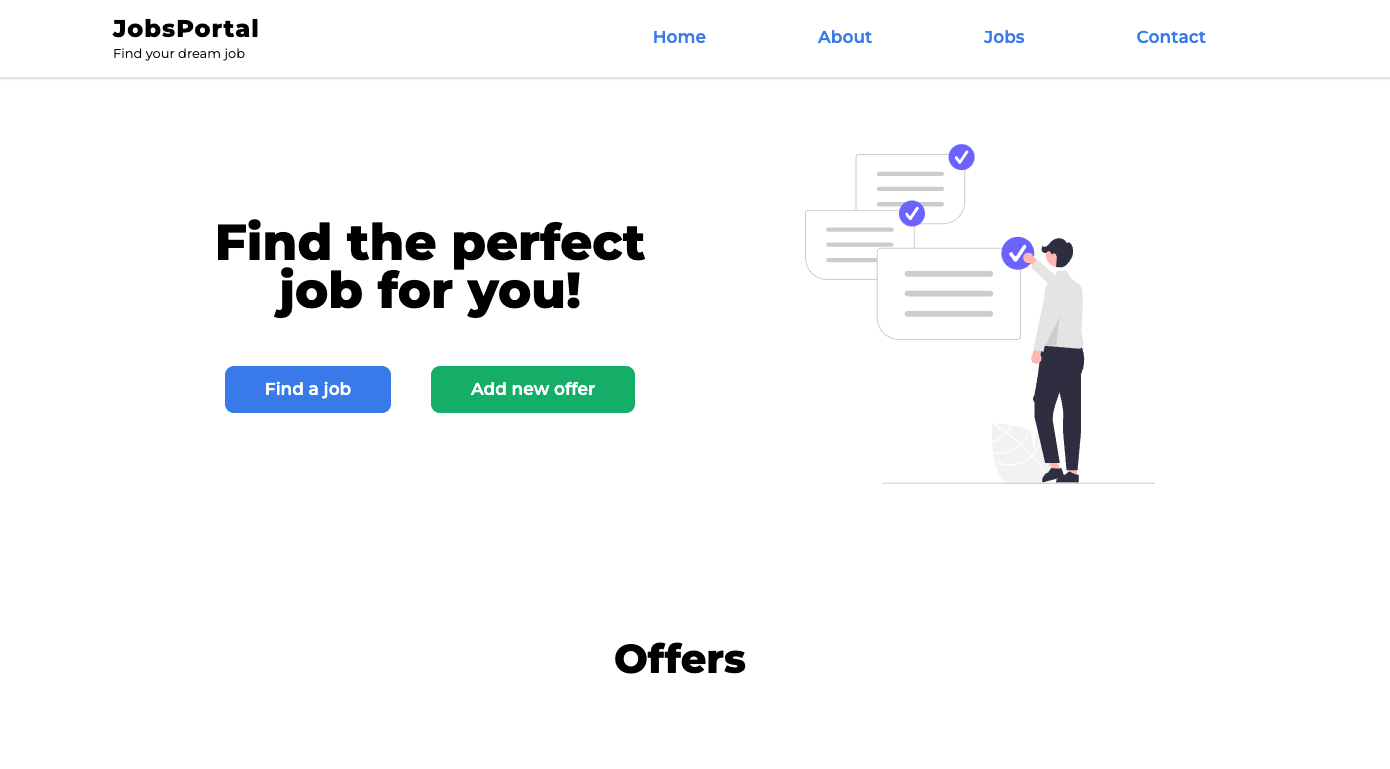 JobsPortal
Find your dream job
Home About Jobs Contact
Find the perfect
job for you!
Find a job Add new offer
Offers